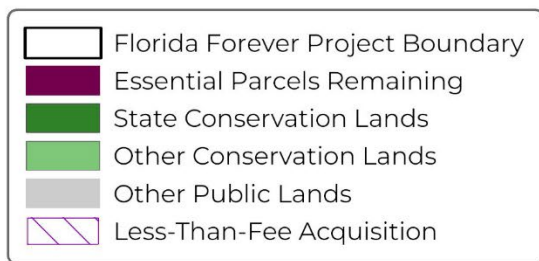 Florida Forever Project Boundary
Essential Parcels Remaining
State Conservation Lands
Other Conservation Lands
Other Public Lands
Less-Than-Fee Acquisition